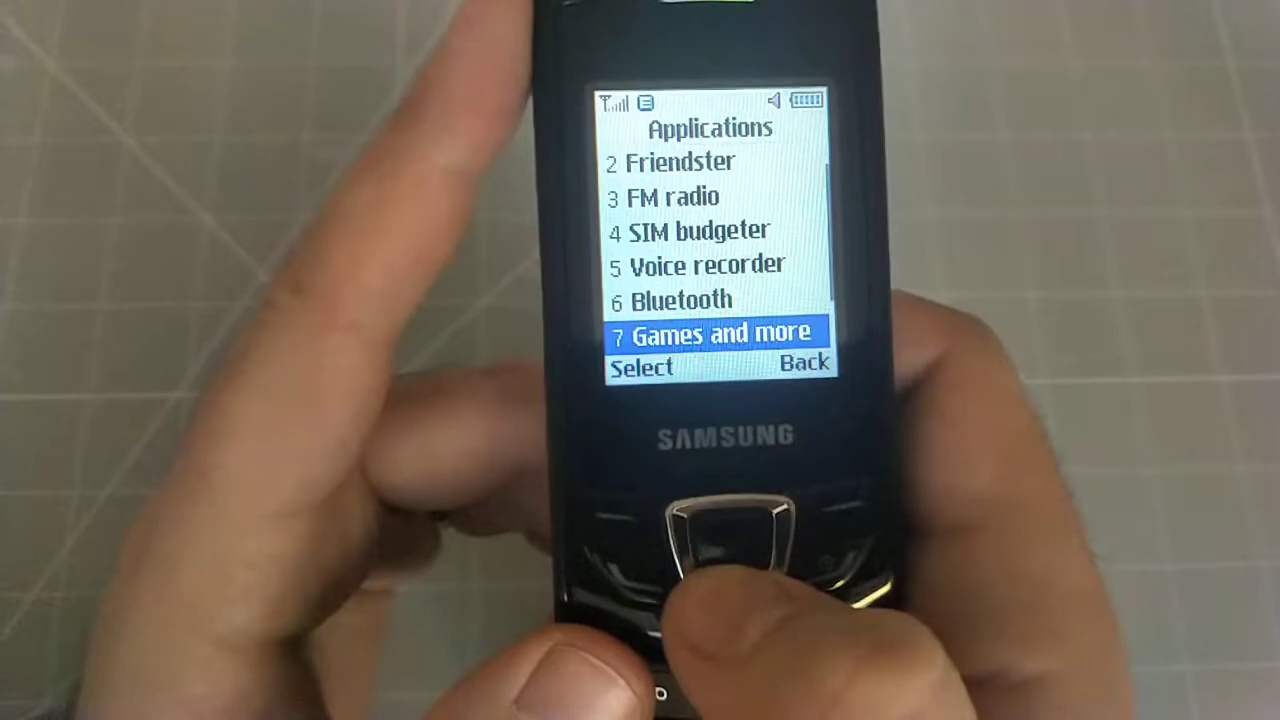 Applications
2 Friendster
3 FM radio
4 SIM budgeter
5 Voice recorder
6 Bluetooth
7 Games and more
Select Back
SAMSUNG